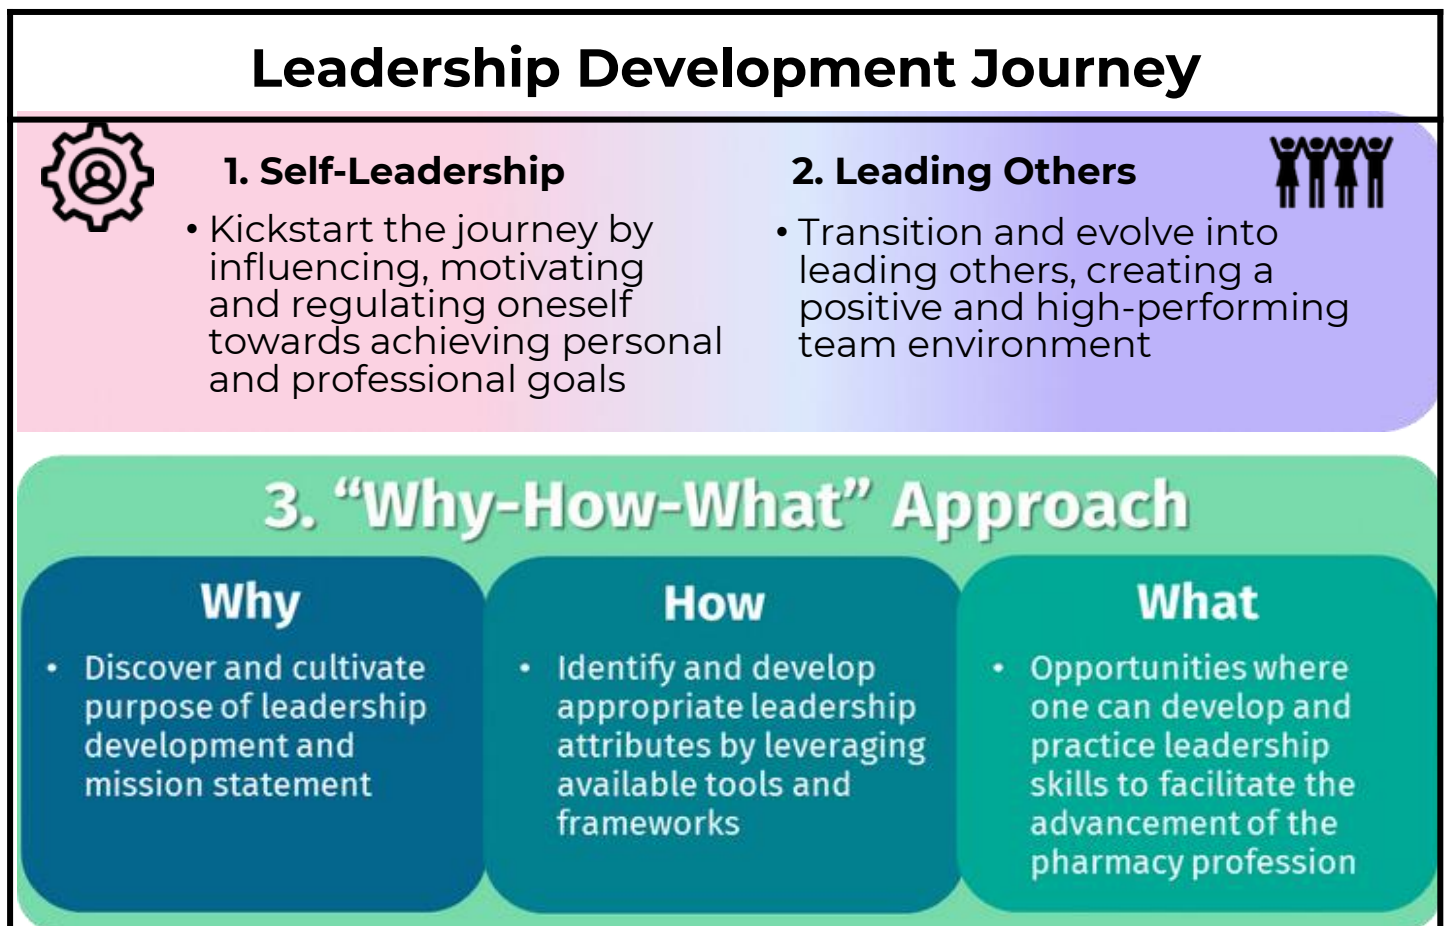 Leadership Development Journey
1. Self-Leadership
• Kickstart the journey by
influencing, motivating
and regulating oneself
towards achieving personal
and professional goals
2. Leading Others
• Transition and evolve into
leading others, creating a
positive and high-performing
team environment
3. “Why-How-What” Approach
Why
• Discover and cultivate
purpose of leadership
development and
mission statement
How
• Identify and develop
appropriate leadership
attributes by leveraging
available tools and
frameworks
What
• Opportunities where
one can develop and
practice leadership
skills to facilitate the
advancement of the
pharmacy profession